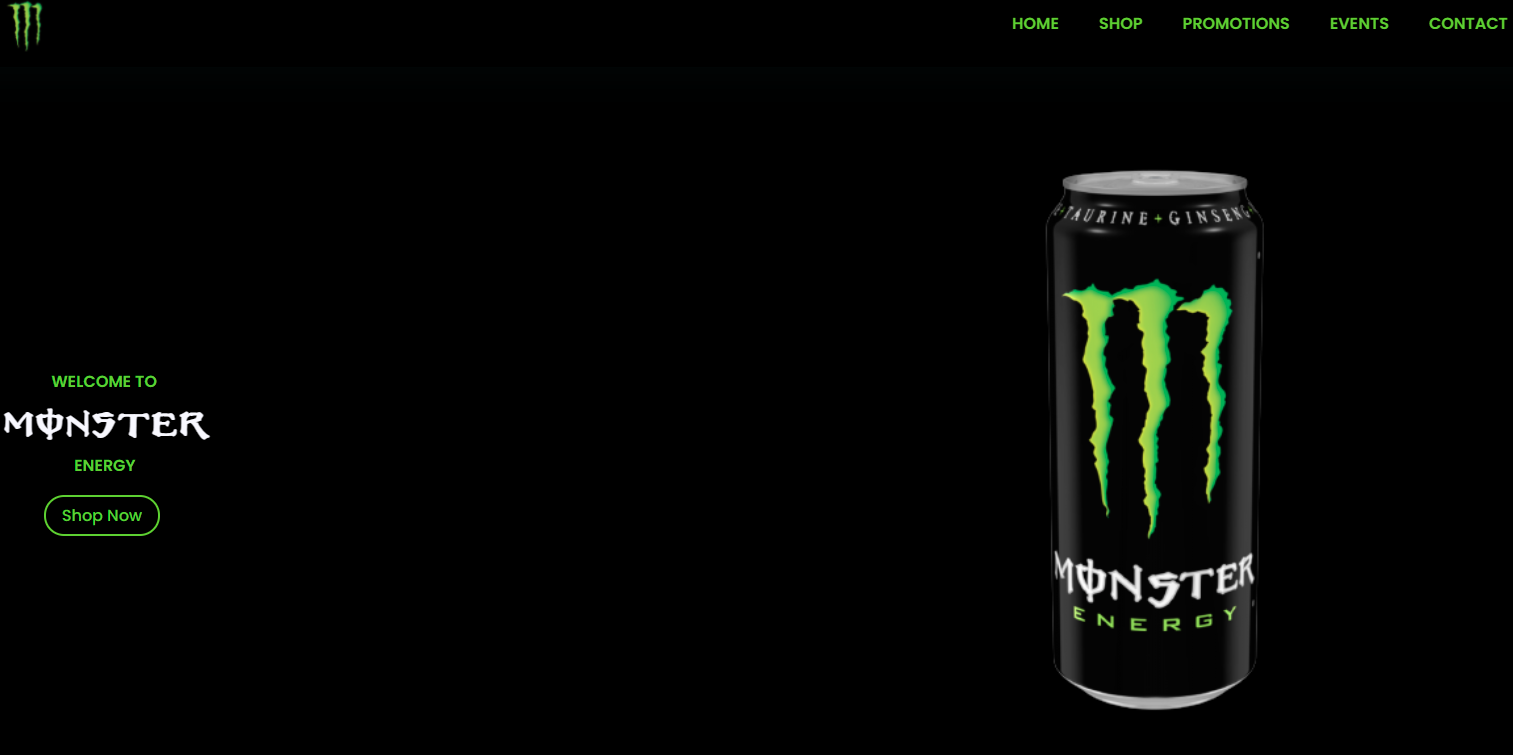 HOME SHOP PROMOTIONS EVENTS CONTACT
WELCOME TO
MONSTER
ENERGY
Shop Now
+TAURINE+GINSENG+
MONSTER
ENERGY